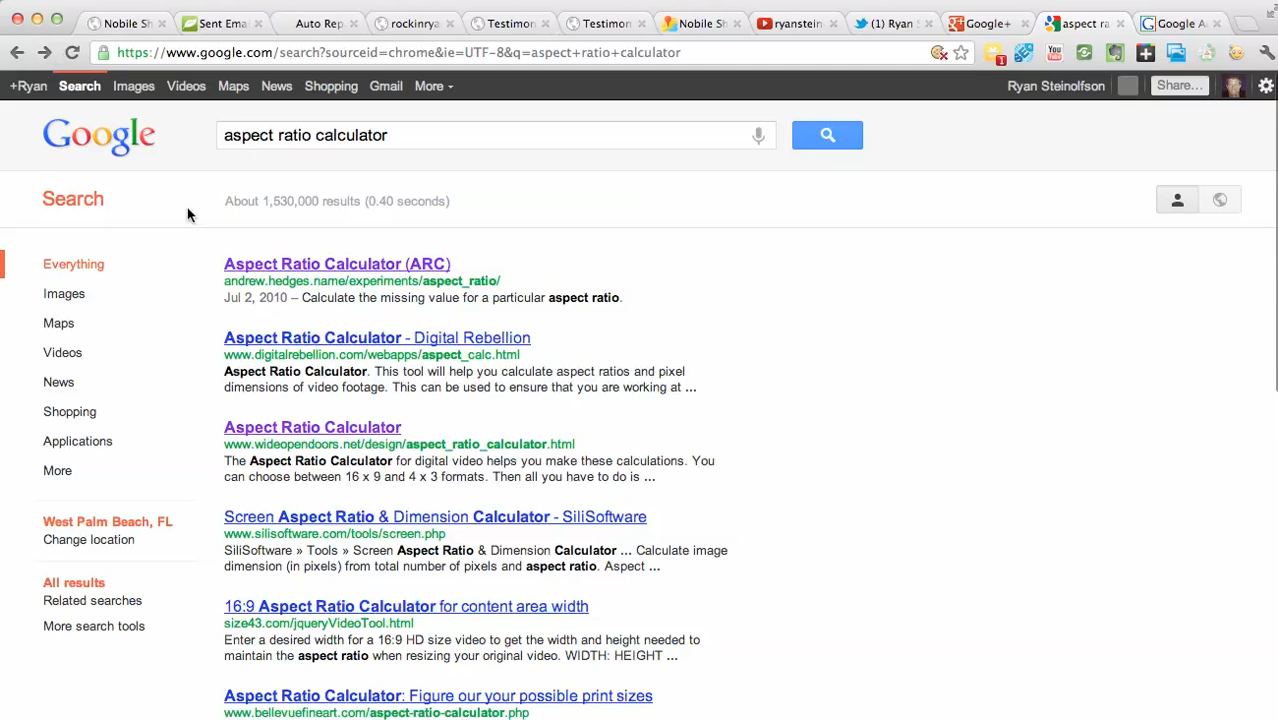 Nobile Sh
Sent Emai
Auto Rep
rockinrya
Testimon
Testimon
Nobile Sh
ryanstein
(1) Ryan S
Google+
aspect ra
Google A
https://www.google.com/search?sourceid=chrome&ie=UTF-8&q=aspect+ratio+calculator
+Ryan Search Images Videos Maps News Shopping Gmail More
Ryan Steinolfson
Share...
Google
aspect ratio calculator
Search
About 1,530,000 results (0.40 seconds)
Everything
Images
Maps
Videos
News
Shopping
Applications
More
West Palm Beach, FL
Change location
All results
Related searches
More search tools
Aspect Ratio Calculator (ARC)
andrew.hedges.name/experiments/aspect_ratio/
Jul 2, 2010 – Calculate the missing value for a particular aspect ratio.
Aspect Ratio Calculator - Digital Rebellion
www.digitalrebellion.com/webapps/aspect_calc.html
Aspect Ratio Calculator. This tool will help you calculate aspect ratios and pixel
dimensions of video footage. This can be used to ensure that you are working at ...
Aspect Ratio Calculator
www.wideopendoors.net/design/aspect_ratio_calculator.html
The Aspect Ratio Calculator for digital video helps you make these calculations. You
can choose between 16 x 9 and 4 x 3 formats. Then all you have to do is ...
Screen Aspect Ratio & Dimension Calculator - SiliSoftware
www.silisoftware.com/tools/screen.php
SiliSoftware » Tools » Screen Aspect Ratio & Dimension Calculator ... Calculate image
dimension (in pixels) from total number of pixels and aspect ratio. Aspect ...
16:9 Aspect Ratio Calculator for content area width
size43.com/jqueryVideoTool.html
Enter a desired width for a 16:9 HD size video to get the width and height needed to
maintain the aspect ratio when resizing your original video. WIDTH: HEIGHT ...
Aspect Ratio Calculator: Figure our your possible print sizes
www.bellevuefineart.com/aspect-ratio-calculator.php